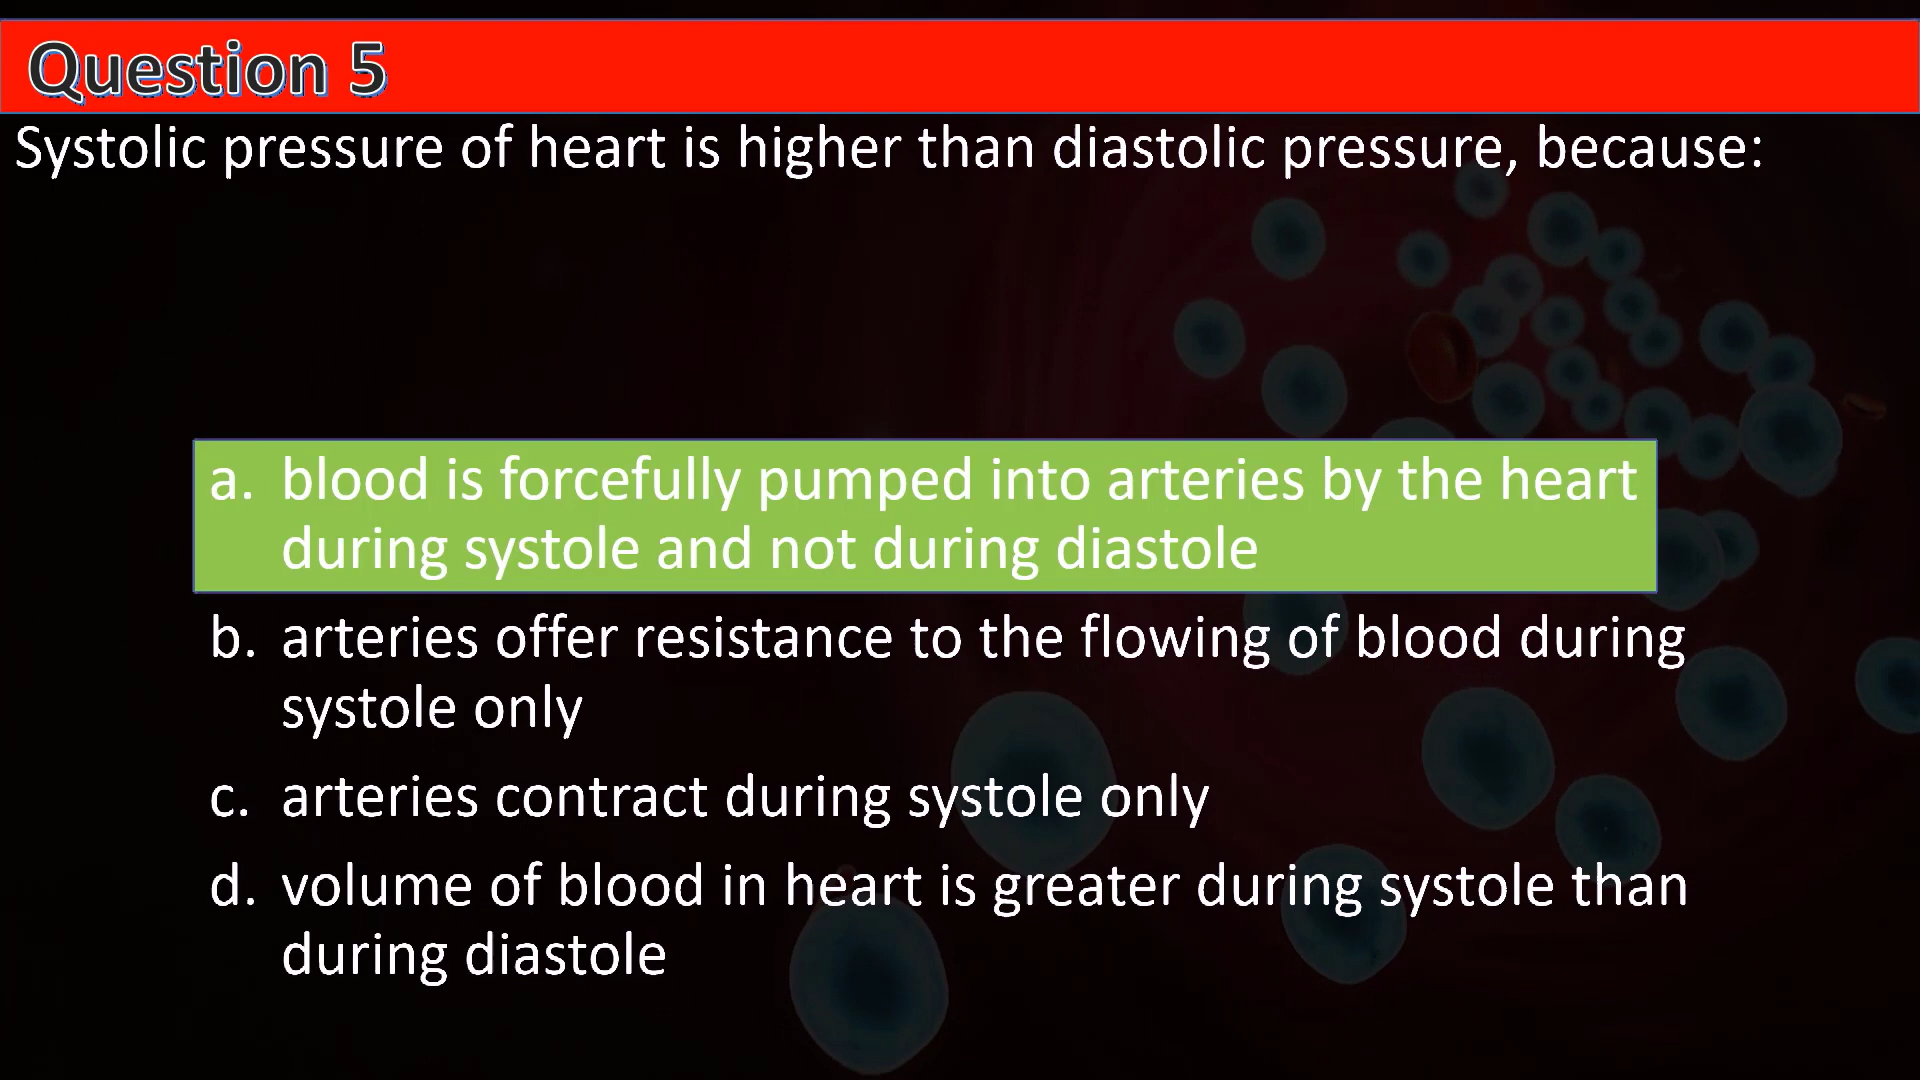 Question 5
Systolic pressure of heart is higher than diastolic pressure, because:
a. blood is forcefully pumped into arteries by the heart
during systole and not during diastole
b. arteries offer resistance to the flowing of blood during
systole only
c. arteries contract during systole only
d. volume of blood in heart is greater during systole than
during diastole